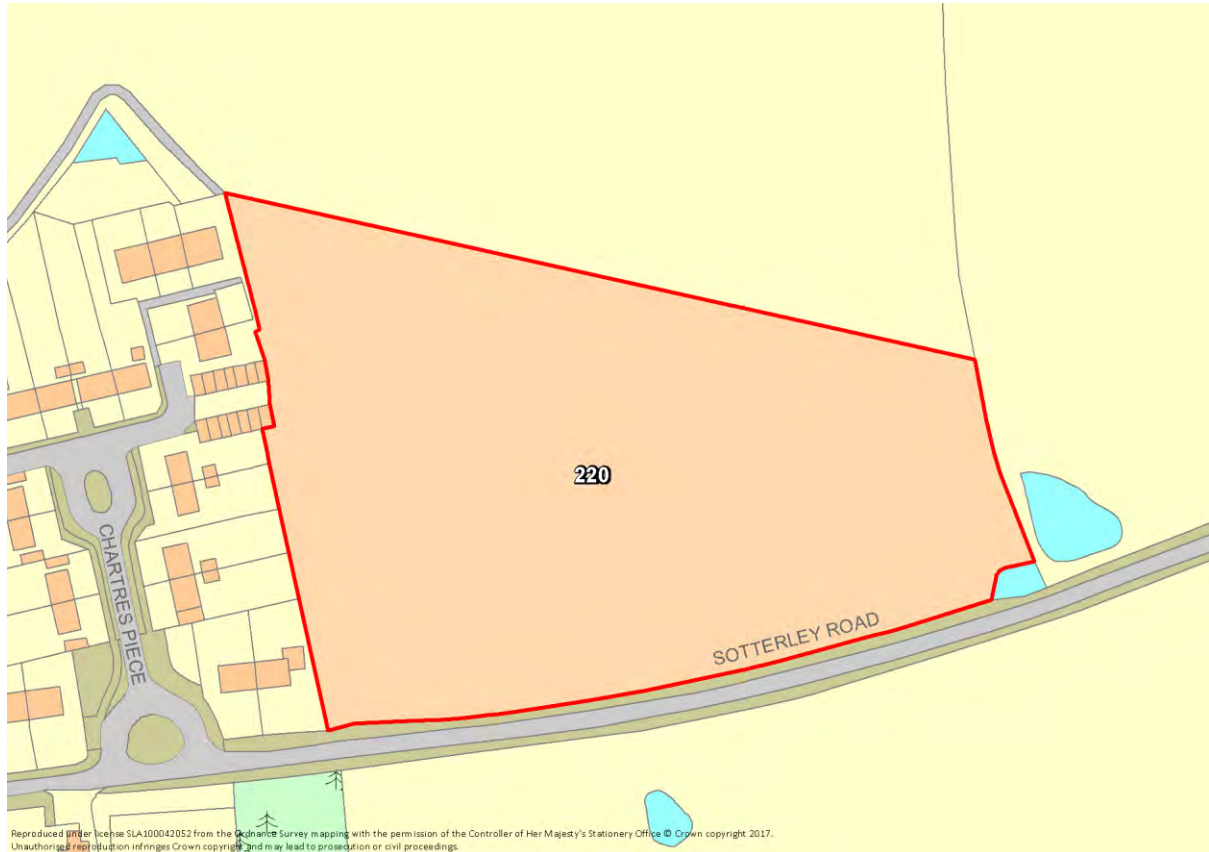 220
CHARTRES PIECE
SOTTERLEY ROAD
Reproduced under license SLA100042052 from the Ordnance Survey mapping with the permission of the Controller of Her Majesty's Stationery Office © Crown copyright 2017.
Unauthorised reproduction infringes Crown copyright and may lead to prosecution or civil proceedings.